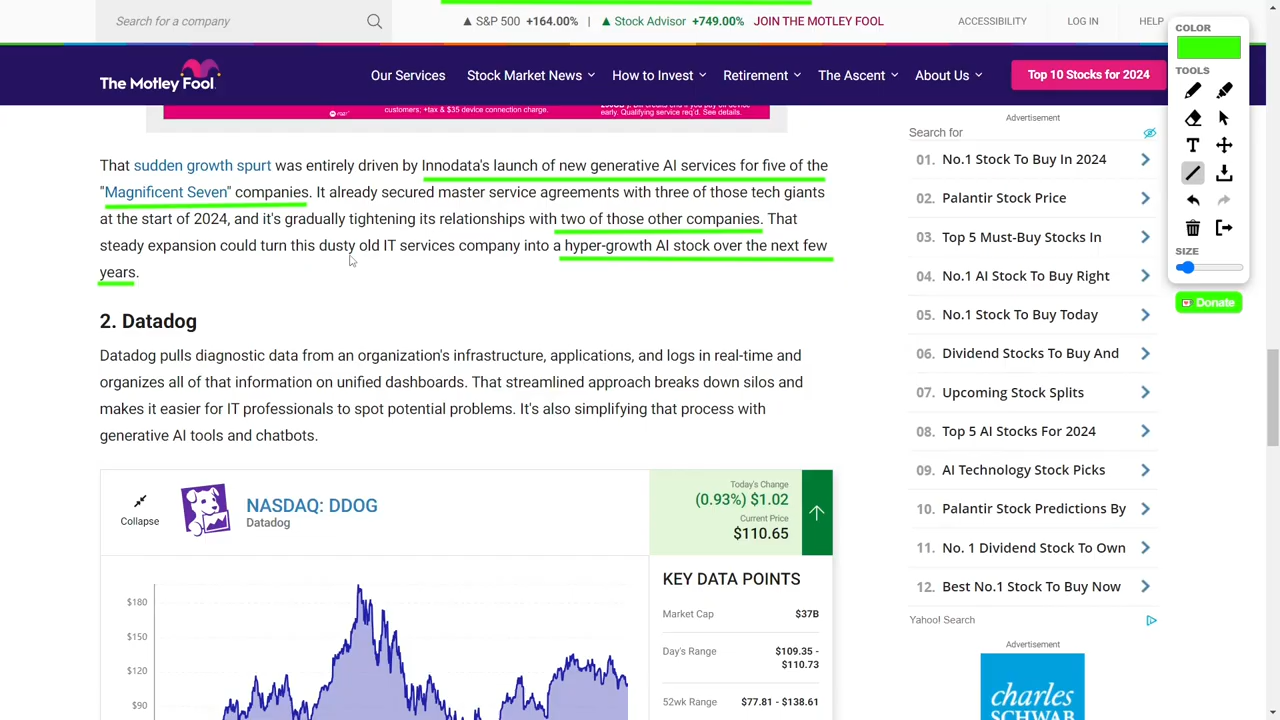 Search for a company
▲ S&P 500 +164.00% | ▲ Stock Advisor +749.00% JOIN THE MOTLEY FOOL
ACCESSIBILITY LOG IN HELP
The Motley Fool
Our Services Stock Market News How to Invest Retirement The Ascent About Us
Top 10 Stocks for 2024
customers; +tax & $35 device connection charge.
early. Qualifying service req'd. See details.
That sudden growth spurt was entirely driven by Innodata's launch of new generative AI services for five of the
"Magnificent Seven" companies. It already secured master service agreements with three of those tech giants
at the start of 2024, and it's gradually tightening its relationships with two of those other companies. That
steady expansion could turn this dusty old IT services company into a hyper-growth AI stock over the next few
years.
2. Datadog
Datadog pulls diagnostic data from an organization's infrastructure, applications, and logs in real-time and
organizes all of that information on unified dashboards. That streamlined approach breaks down silos and
makes it easier for IT professionals to spot potential problems. It's also simplifying that process with
generative AI tools and chatbots.
Collapse
NASDAQ: DDOG
Datadog
Today's Change
(0.93%) $1.02
Current Price
$110.65
$180
$150
$120
$90
KEY DATA POINTS
Market Cap $37B
Day's Range $109.35 -
$110.73
52wk Range $77.81 - $138.61
Advertisement
Search for
01. No.1 Stock To Buy In 2024
02. Palantir Stock Price
03. Top 5 Must-Buy Stocks In
04. No.1 AI Stock To Buy Right
05. No.1 Stock To Buy Today
06. Dividend Stocks To Buy And
07. Upcoming Stock Splits
08. Top 5 AI Stocks For 2024
09. AI Technology Stock Picks
10. Palantir Stock Predictions By
11. No. 1 Dividend Stock To Own
12. Best No.1 Stock To Buy Now
Yahoo! Search
Advertisement
charles
SCHWAB
COLOR
TOOLS
T
SIZE
Donate